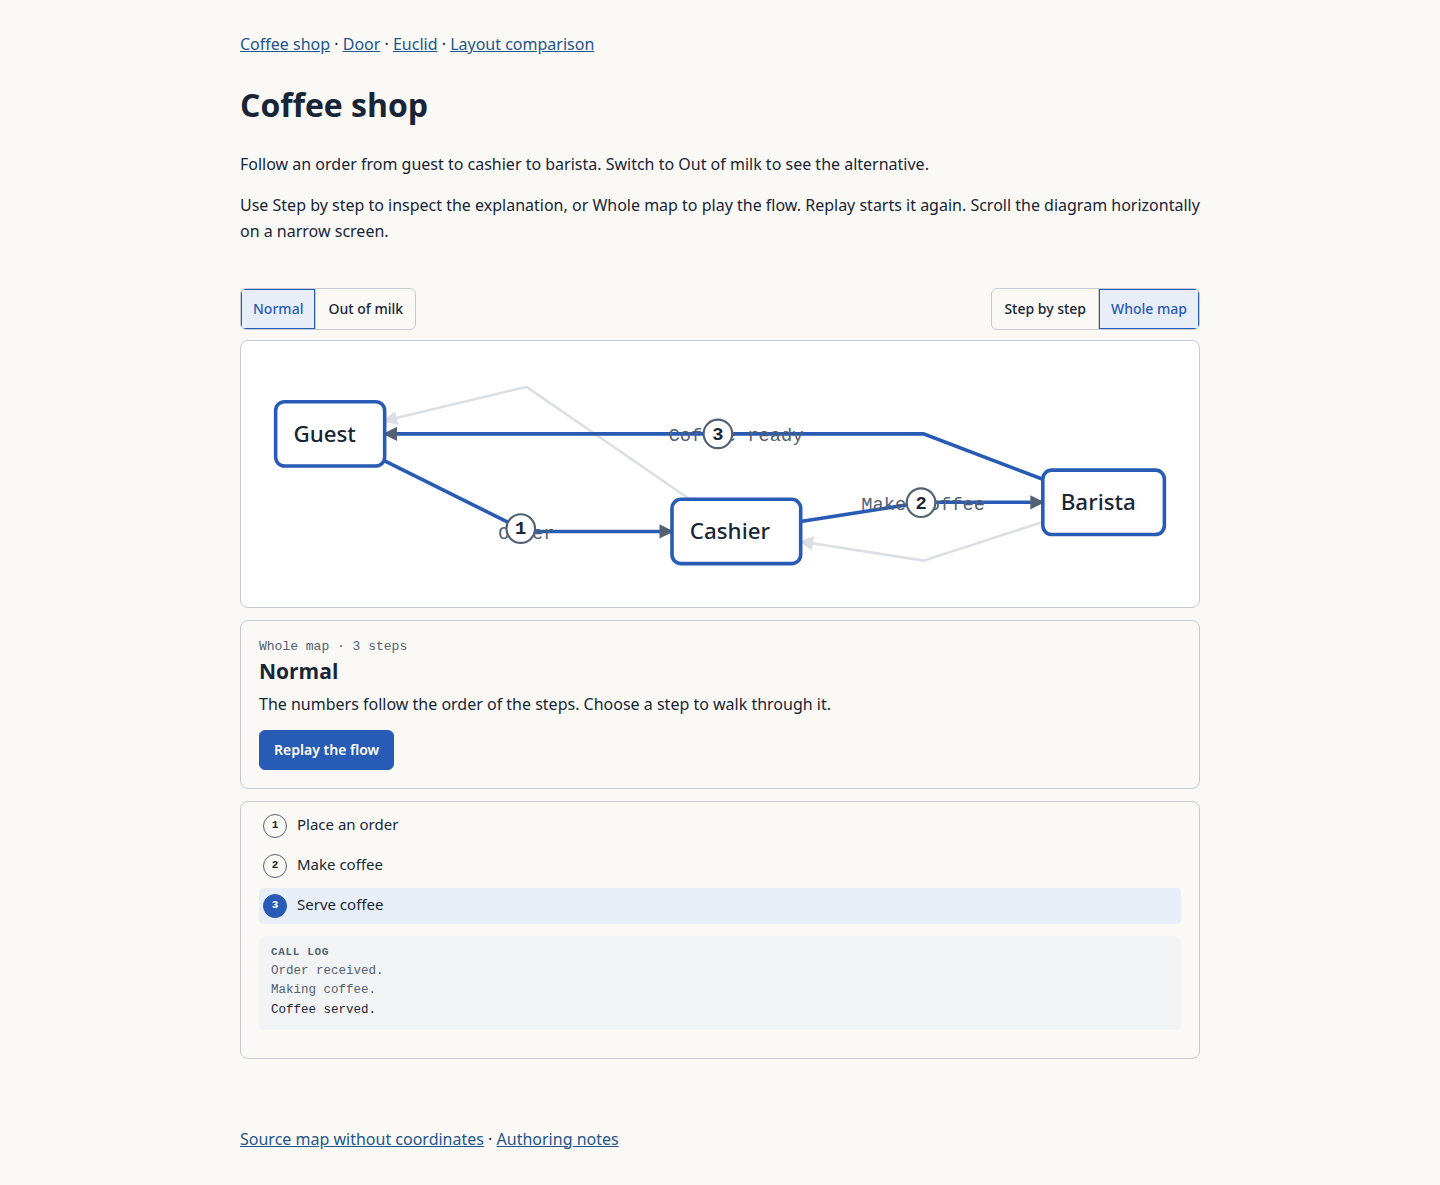 Coffee shop · Door · Euclid · Layout comparison
Coffee shop
Follow an order from guest to cashier to barista. Switch to Out of milk to see the alternative.
Use Step by step to inspect the explanation, or Whole map to play the flow. Replay starts it again. Scroll the diagram horizontally
on a narrow screen.
Normal
Out of milk
Step by step
Whole map
Guest
3
ready
Barista
2
Make
1
Cashier
Whole map · 3 steps
Normal
The numbers follow the order of the steps. Choose a step to walk through it.
Replay the flow
1 Place an order
2 Make coffee
3 Serve coffee
CALL LOG
Order received.
Making coffee.
Coffee served.
Source map without coordinates · Authoring notes